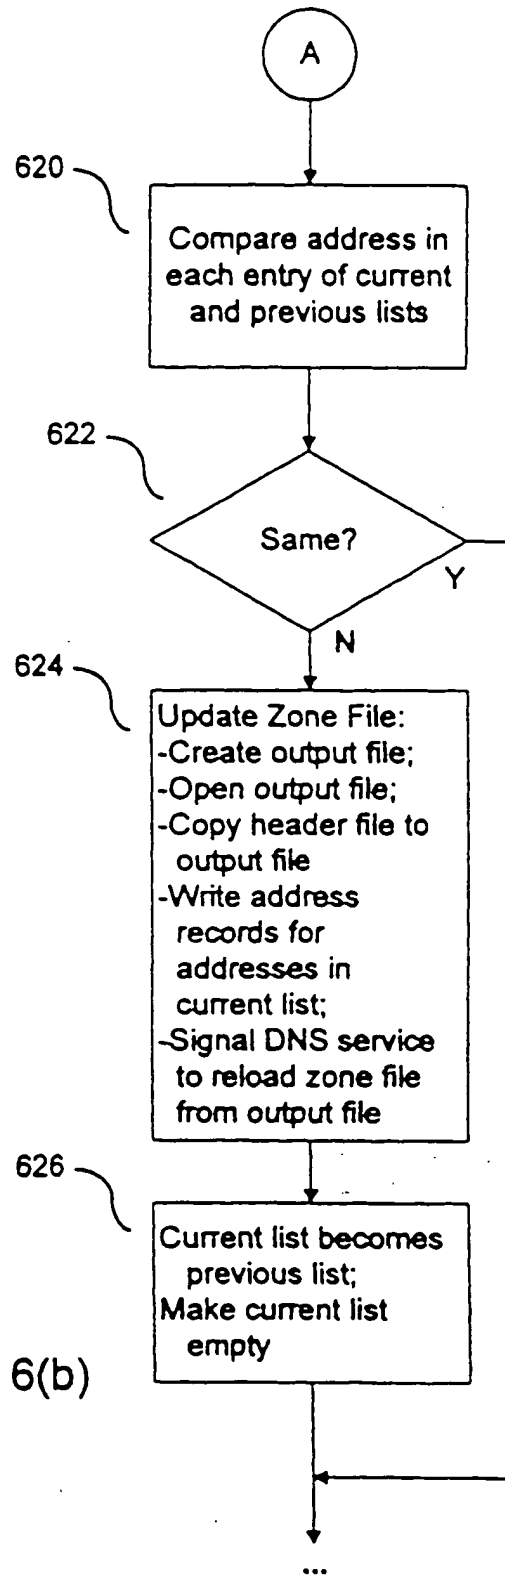 A
620
Compare address in
each entry of current
and previous lists
622
Same?
Y
N
624
Update Zone File:
-Create output file;
-Open output file;
-Copy header file to
output file
-Write address
records for
addresses in
current list;
-Signal DNS service
to reload zone file
from output file
626
Current list becomes
previous list;
Make current list
empty
6(b)
...